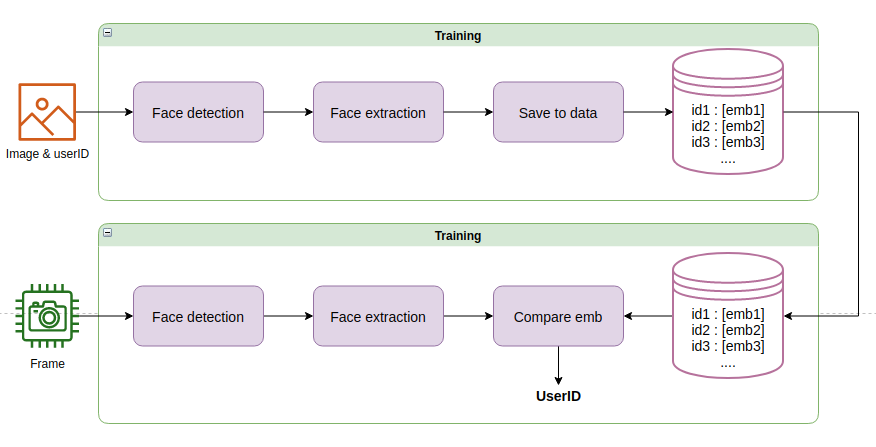 Training
Image & userID
Face detection
Face extraction
Save to data
id1 : [emb1]
id2 : [emb2]
id3 : [emb3]
....
Training
Frame
Face detection
Face extraction
Compare emb
id1 : [emb1]
id2 : [emb2]
id3 : [emb3]
....
UserID